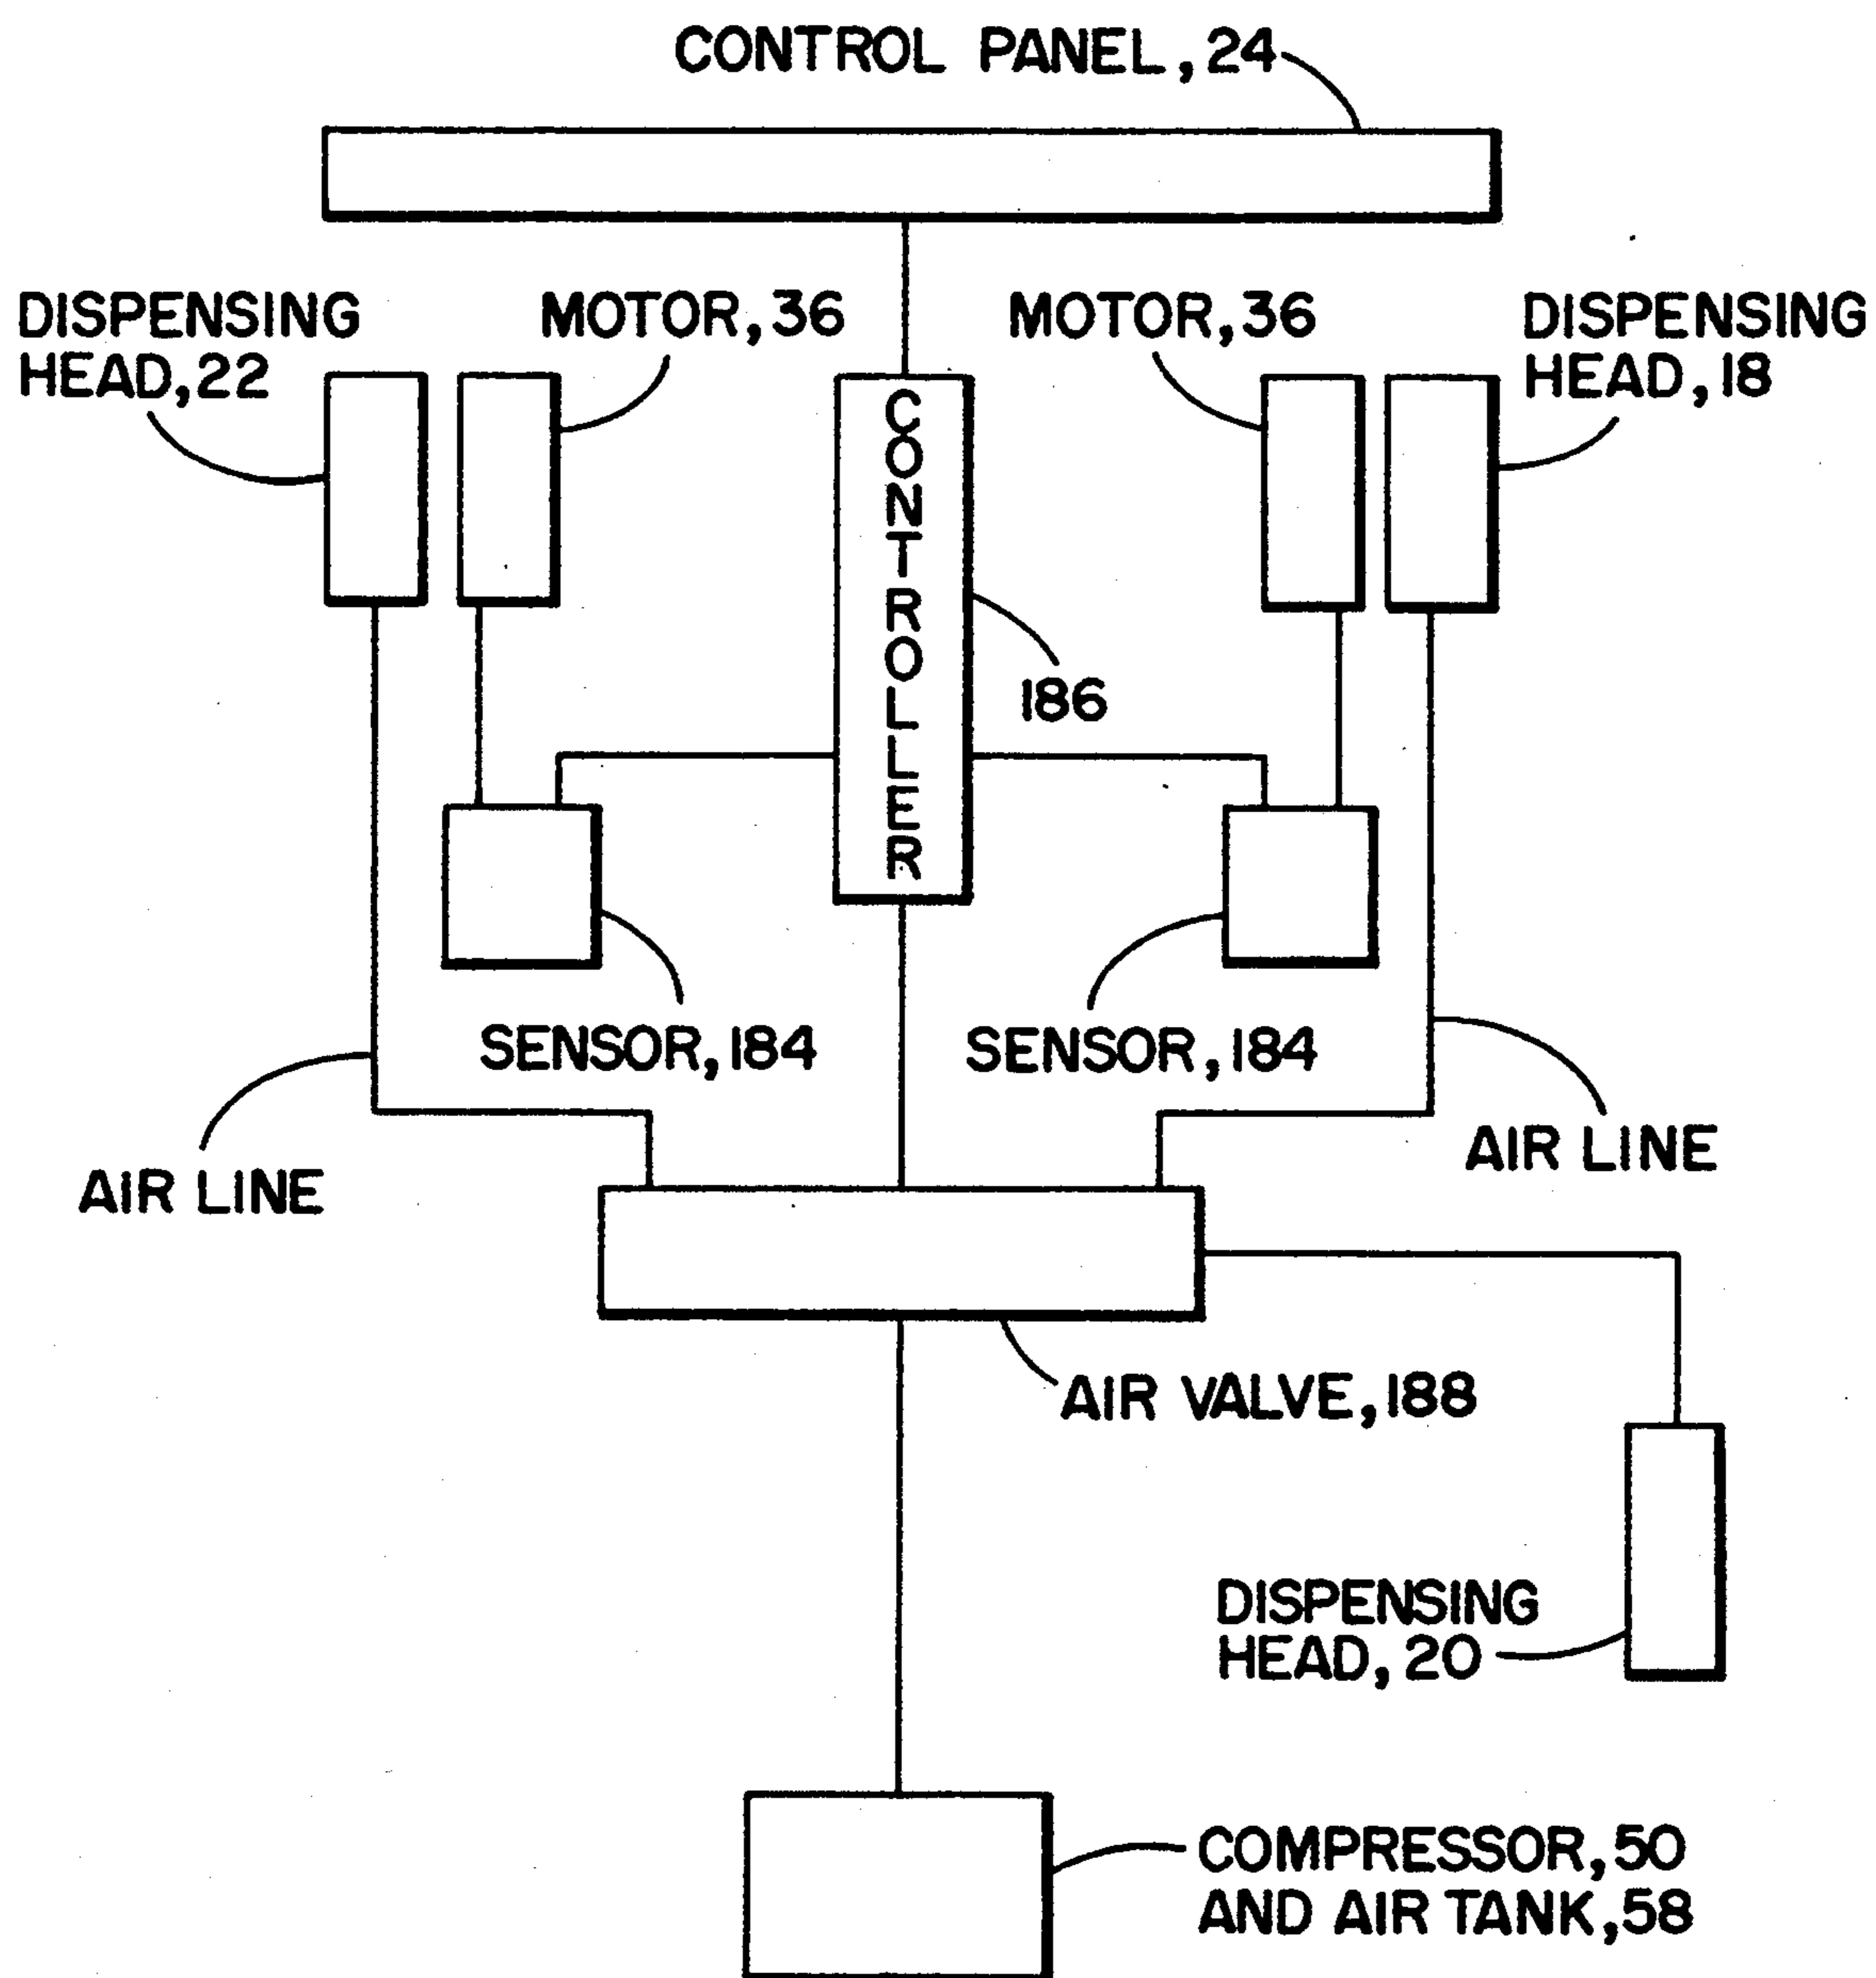 CONTROL PANEL, 24
DISPENSING
HEAD, 22
MOTOR, 36
MOTOR, 36
DISPENSING
HEAD, 18
CONTROLLER
186
SENSOR, 184
SENSOR, 184
AIR LINE
AIR LINE
AIR VALVE, 188
DISPENSING
HEAD, 20
COMPRESSOR, 50
AND AIR TANK, 58